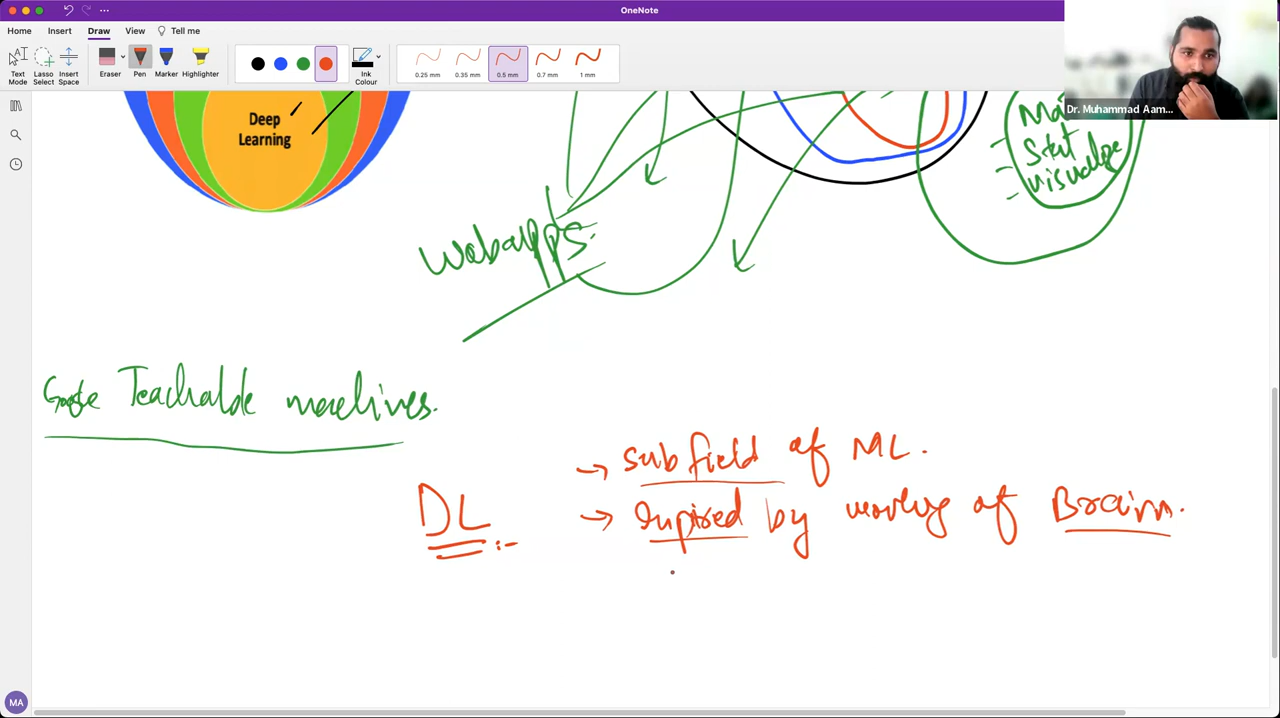 OneNote
Home Insert Draw View Tell me
Text Mode
Lasso Select
Insert Space
Eraser
Pen
Marker
Highlighter
Ink Colour
0.25 mm
0.35 mm
0.5 mm
0.7 mm
1 mm
Dr. Muhammad Aam...
Deep Learning
Stat
visualize
Webapps.
Google Teachable machines.
→ subfield of ML.
DL :- → Inspired by working of Brain.
MA